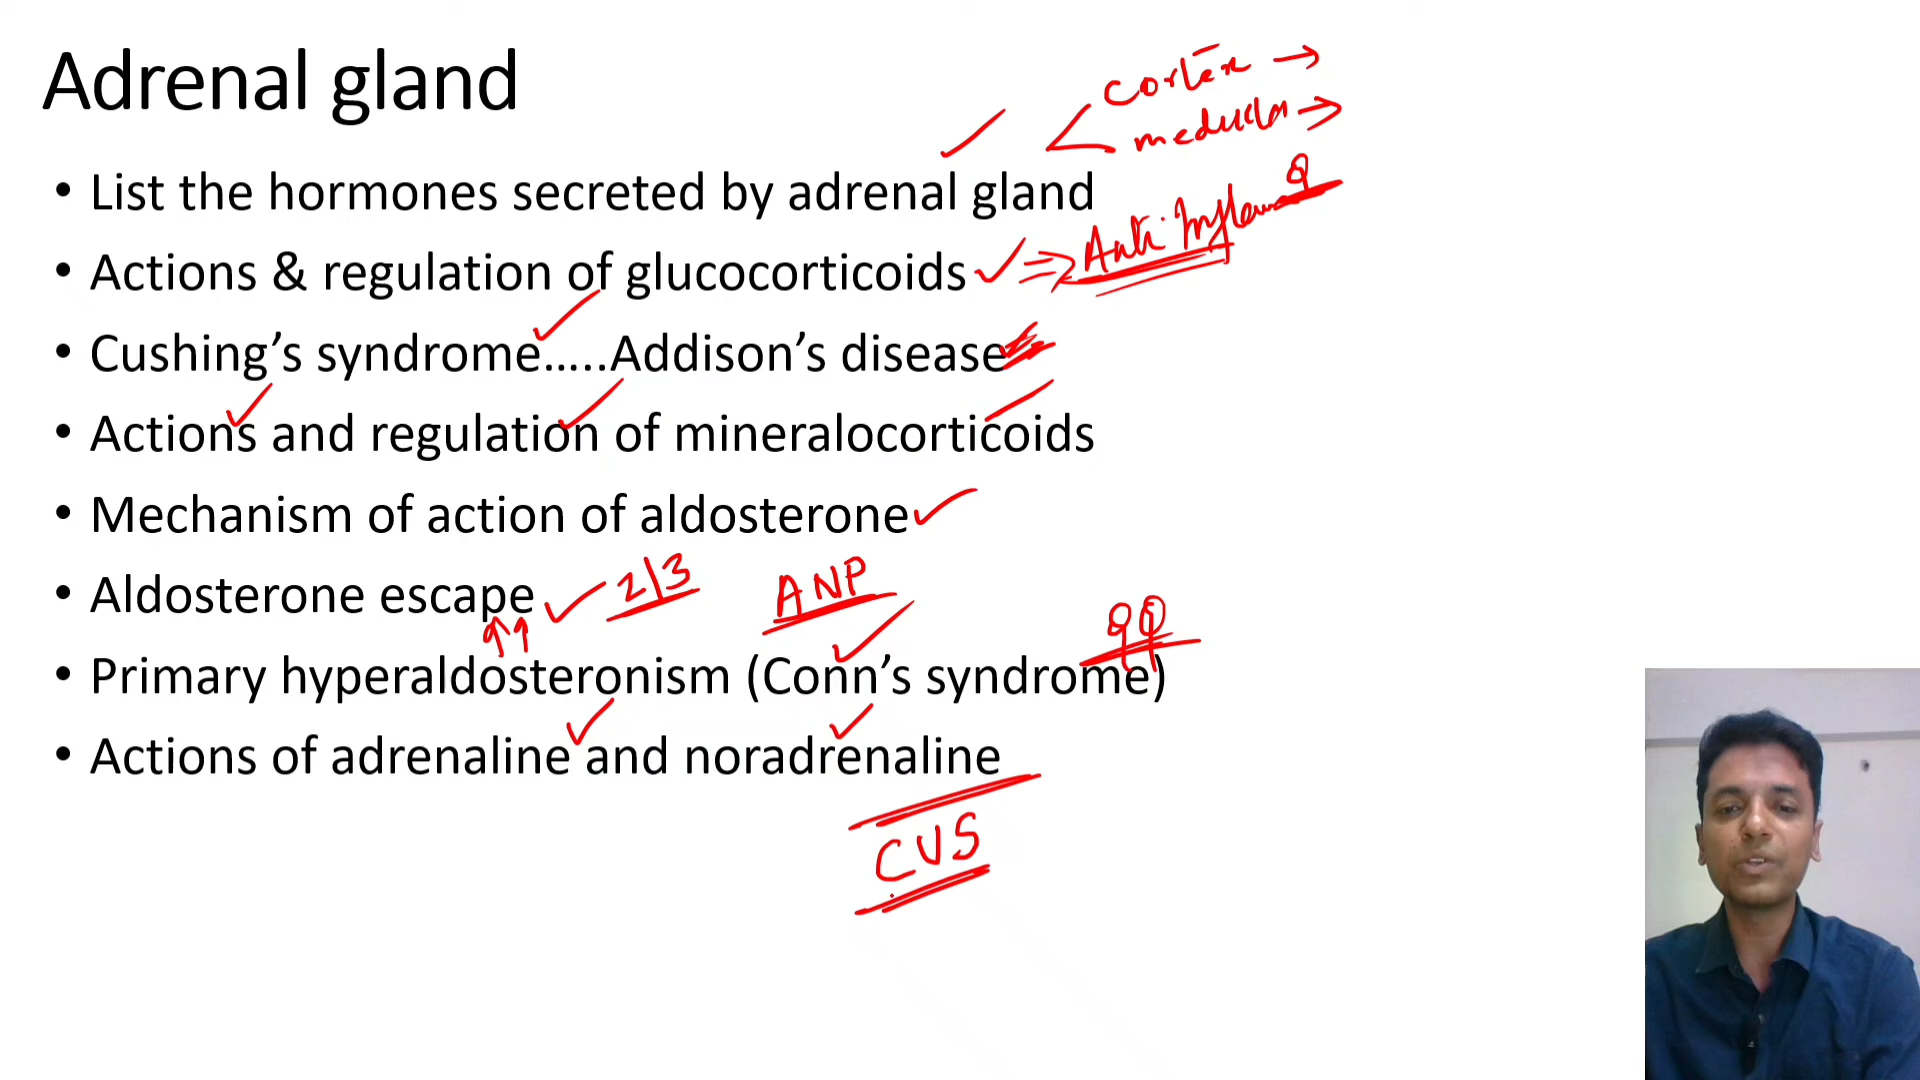 Adrenal gland
cortex →
medulla →
• List the hormones secreted by adrenal gland
• Actions & regulation of glucocorticoids ⇒ Anti Inflam
• Cushing’s syndrome…..Addison’s disease
• Actions and regulation of mineralocorticoids
• Mechanism of action of aldosterone
• Aldosterone escape 2/3 ANP
↑↑
• Primary hyperaldosteronism (Conn’s syndrome)
• Actions of adrenaline and noradrenaline
CVS